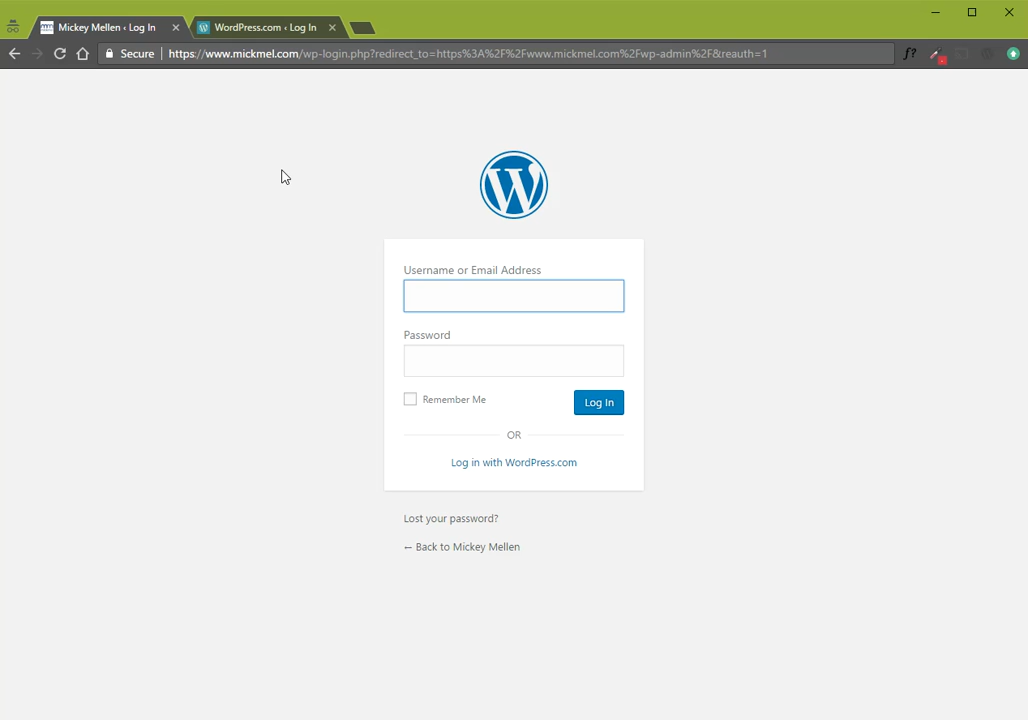 Mickey Mellen ‹ Log In
WordPress.com ‹ Log In
Secure
https://www.mickmel.com/wp-login.php?redirect_to=https%3A%2F%2Fwww.mickmel.com%2Fwp-admin%2F&reauth=1
f?
W
Username or Email Address
Password
Remember Me
Log In
OR
Log in with WordPress.com
Lost your password?
← Back to Mickey Mellen